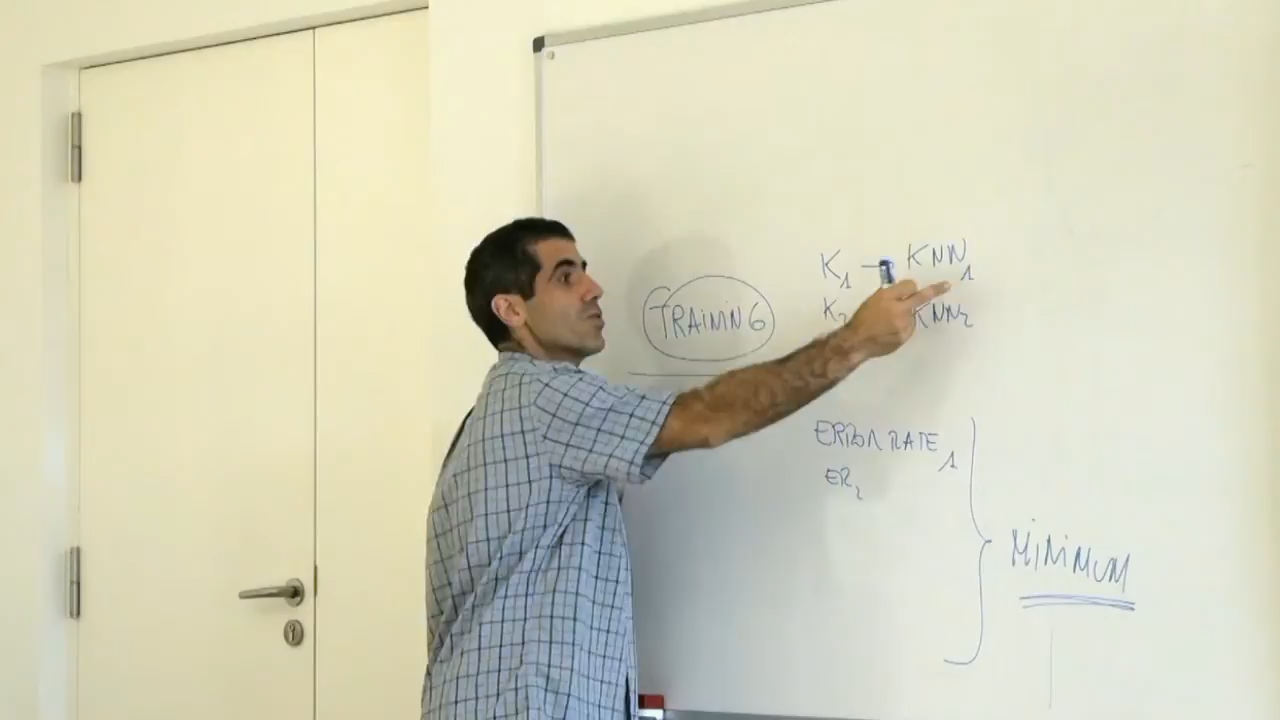 TRAINING
K1 → KNN1
K2 KNN2
ERROR RATE1
ER2
MINIMUM